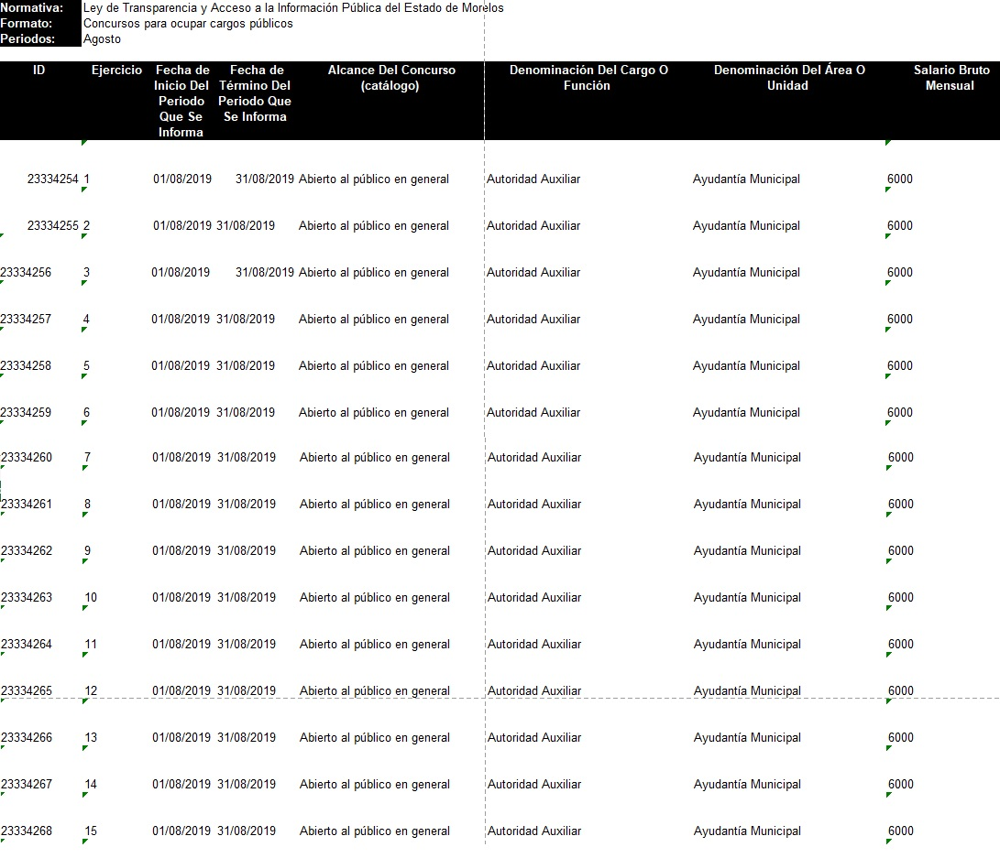 Normativa: Ley de Transparencia y Acceso a la Información Pública del Estado de Morelos
Formato: Concursos para ocupar cargos públicos
Periodos: Agosto
ID Ejercicio Fecha de Inicio Del Periodo Que Se Informa Fecha de Término Del Periodo Que Se Informa Alcance Del Concurso (catálogo) Denominación Del Cargo O Función Denominación Del Área O Unidad Salario Bruto Mensual
23334254 1 01/08/2019 31/08/2019 Abierto al público en general Autoridad Auxiliar Ayudantía Municipal 6000
23334255 2 01/08/2019 31/08/2019 Abierto al público en general Autoridad Auxiliar Ayudantía Municipal 6000
23334256 3 01/08/2019 31/08/2019 Abierto al público en general Autoridad Auxiliar Ayudantía Municipal 6000
23334257 4 01/08/2019 31/08/2019 Abierto al público en general Autoridad Auxiliar Ayudantía Municipal 6000
23334258 5 01/08/2019 31/08/2019 Abierto al público en general Autoridad Auxiliar Ayudantía Municipal 6000
23334259 6 01/08/2019 31/08/2019 Abierto al público en general Autoridad Auxiliar Ayudantía Municipal 6000
23334260 7 01/08/2019 31/08/2019 Abierto al público en general Autoridad Auxiliar Ayudantía Municipal 6000
23334261 8 01/08/2019 31/08/2019 Abierto al público en general Autoridad Auxiliar Ayudantía Municipal 6000
23334262 9 01/08/2019 31/08/2019 Abierto al público en general Autoridad Auxiliar Ayudantía Municipal 6000
23334263 10 01/08/2019 31/08/2019 Abierto al público en general Autoridad Auxiliar Ayudantía Municipal 6000
23334264 11 01/08/2019 31/08/2019 Abierto al público en general Autoridad Auxiliar Ayudantía Municipal 6000
23334265 12 01/08/2019 31/08/2019 Abierto al público en general Autoridad Auxiliar Ayudantía Municipal 6000
23334266 13 01/08/2019 31/08/2019 Abierto al público en general Autoridad Auxiliar Ayudantía Municipal 6000
23334267 14 01/08/2019 31/08/2019 Abierto al público en general Autoridad Auxiliar Ayudantía Municipal 6000
23334268 15 01/08/2019 31/08/2019 Abierto al público en general Autoridad Auxiliar Ayudantía Municipal 6000